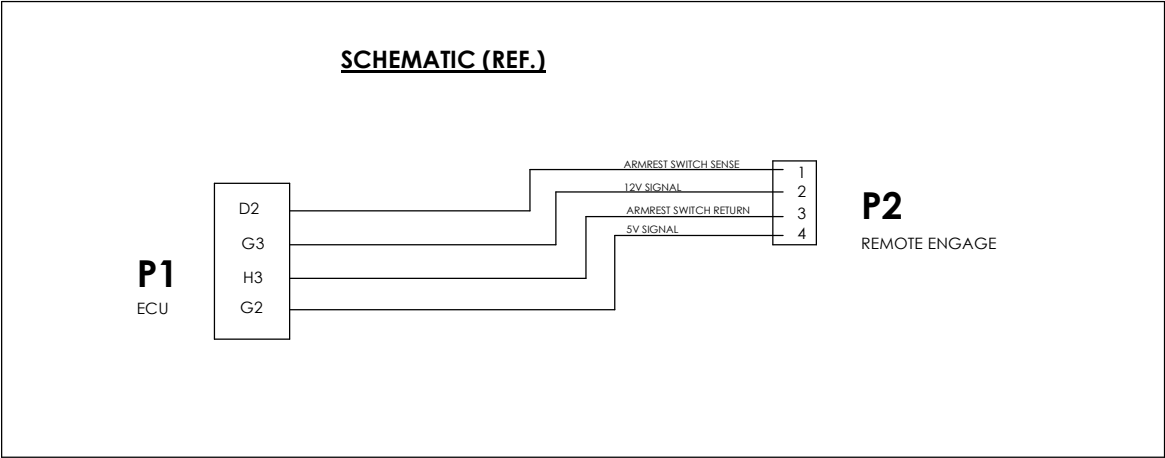 SCHEMATIC (REF.)
ARMREST SWITCH SENSE
12V SIGNAL
ARMREST SWITCH RETURN
5V SIGNAL
D2
G3
H3
G2
P1
ECU
1
2
3
4
P2
REMOTE ENGAGE